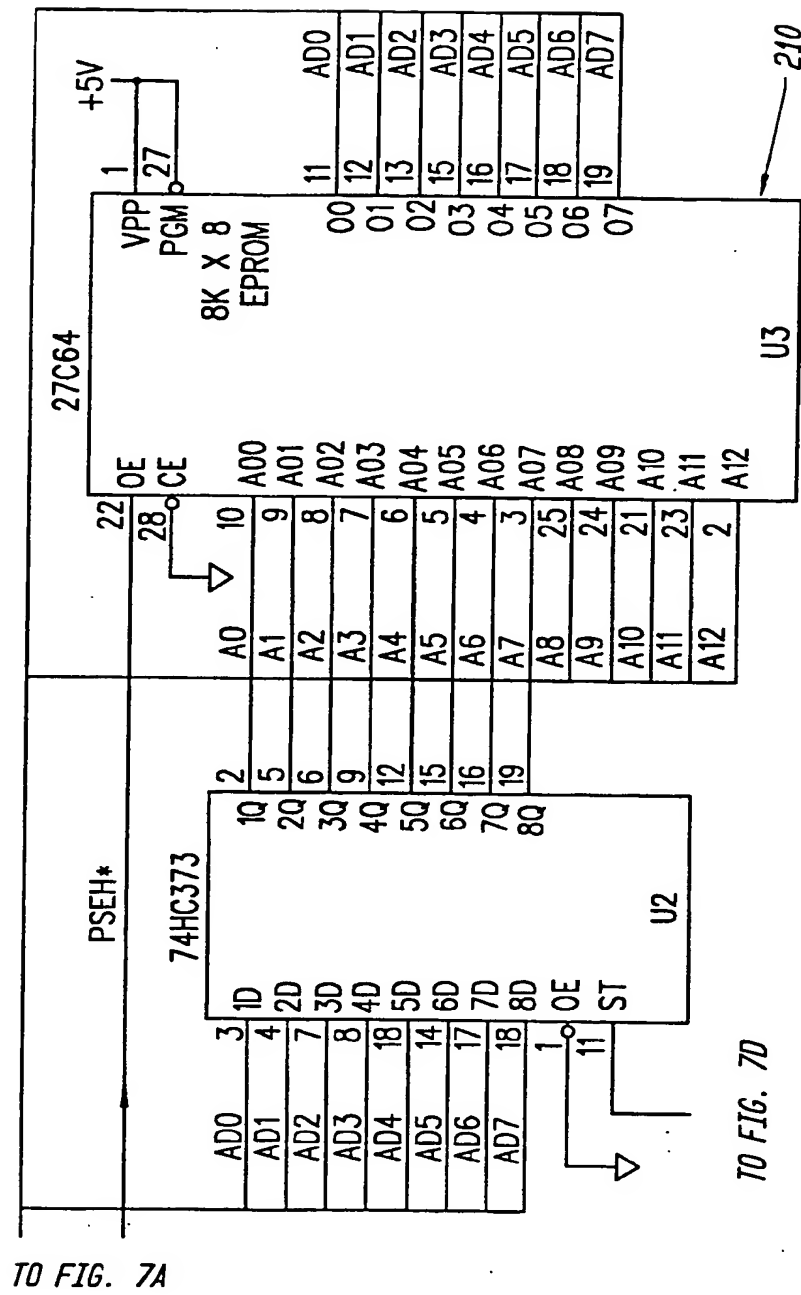 TO FIG. 7A
PSEH*
74HC373
AD0 3 1D
AD1 4 2D
AD2 7 3D
AD3 8 4D
AD4 18 5D
AD5 14 6D
AD6 17 7D
AD7 18 8D
1 OE
11 ST
TO FIG. 7D
1Q 2
2Q 5
3Q 6
4Q 9
5Q 12
6Q 15
7Q 16
8Q 19
U2
27C64
22 OE
28 CE
A0 10 A00
A1 9 A01
A2 8 A02
A3 7 A03
A4 6 A04
A5 5 A05
A6 4 A06
A7 3 A07
A8 25 A08
A9 24 A09
A10 21 A10
A11 23 A11
A12 2 A12
VPP 1
PGM 27
+5V
8K X 8
EPROM
O0 11 AD0
O1 12 AD1
O2 13 AD2
O3 15 AD3
O4 16 AD4
O5 17 AD5
O6 18 AD6
O7 19 AD7
U3
210